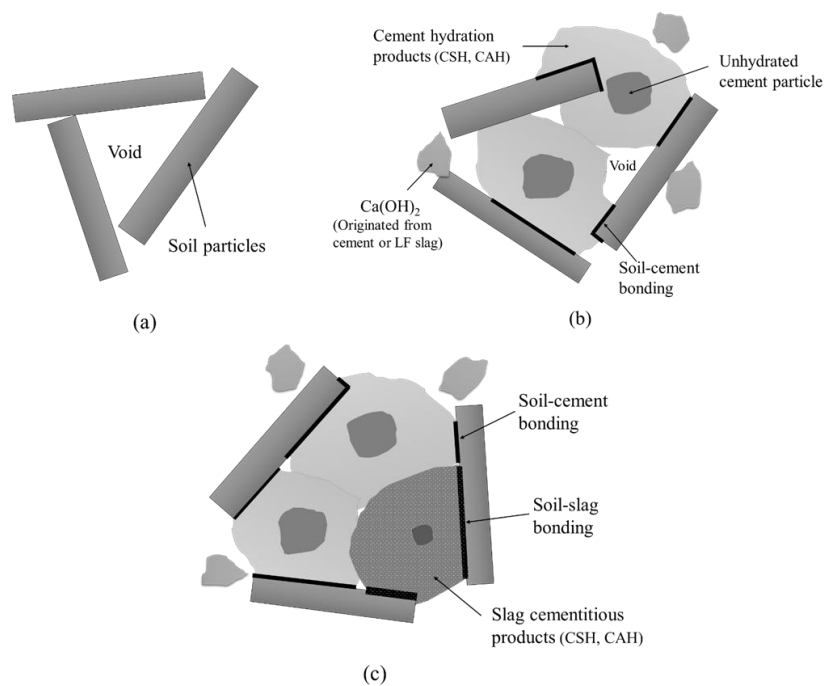 Void
Soil particles
(a)
Cement hydration
products (CSH, CAH)
Unhydrated
cement particle
Void
Ca(OH)₂
(Originated from
cement or LF slag)
Soil-cement
bonding
(b)
Soil-cement
bonding
Soil-slag
bonding
Slag cementitious
products (CSH, CAH)
(c)